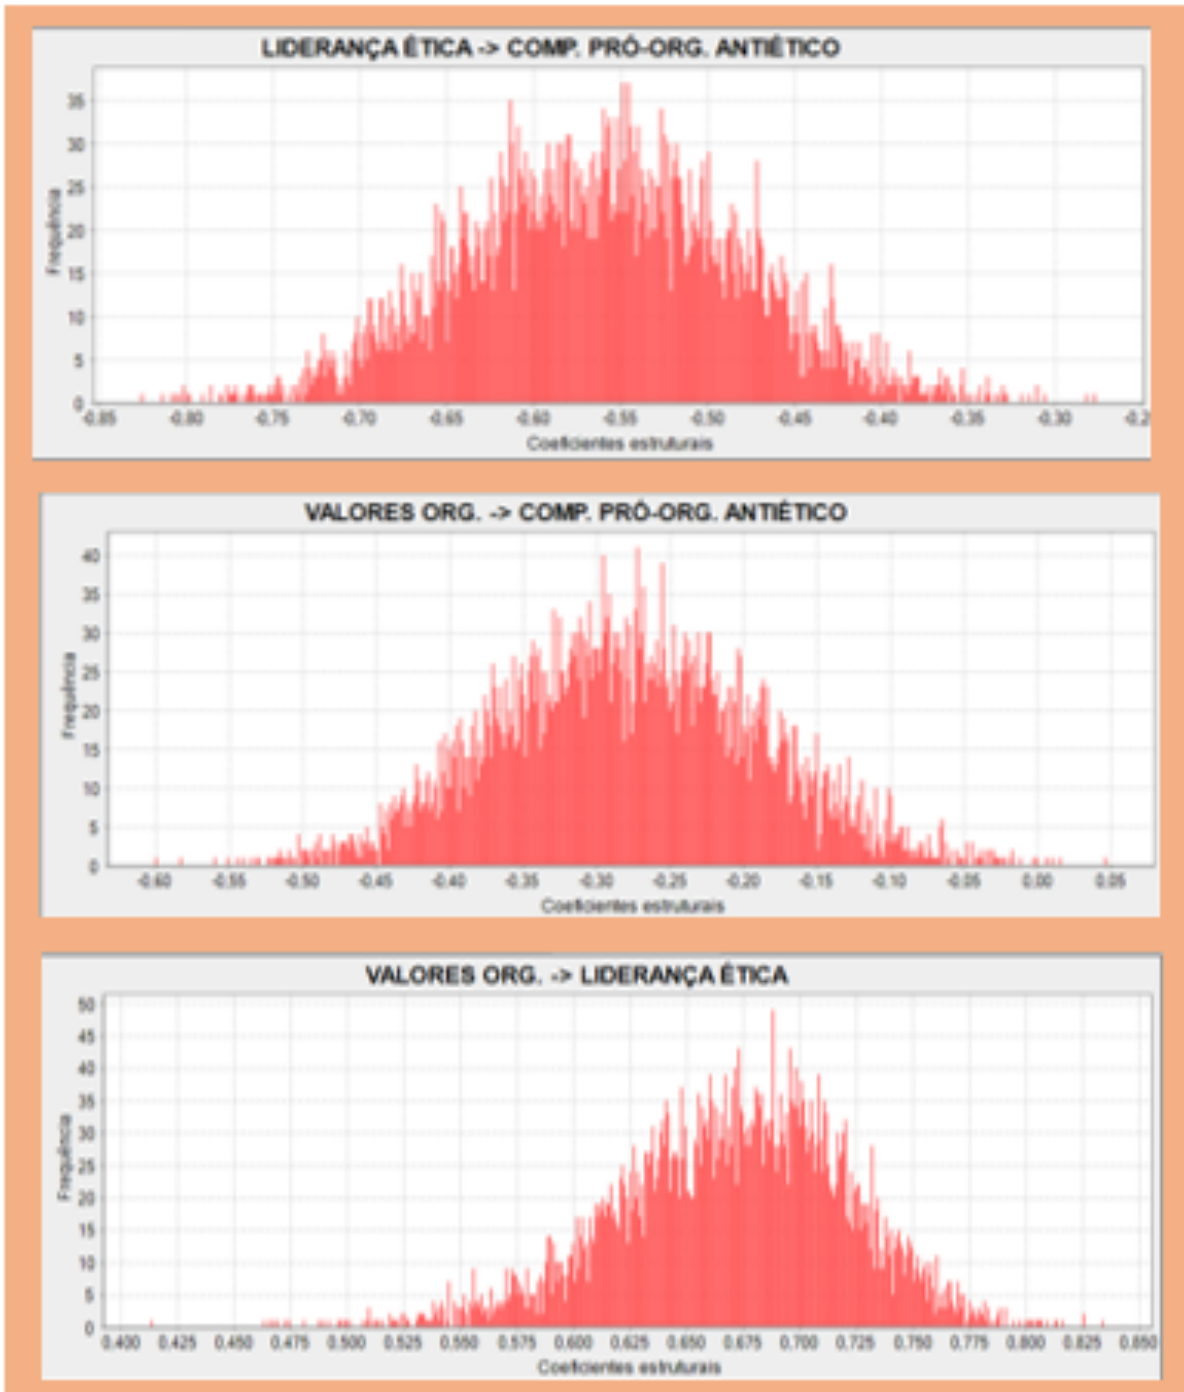 LIDERANÇA ÉTICA -> COMP. PRÓ-ORG. ANTIÉTICO
35
30
25
20
15
10
5
0
Frequência
-0,85 -0,80 -0,75 -0,70 -0,65 -0,60 -0,55 -0,50 -0,45 -0,40 -0,35 -0,30 -0,2
Coeficientes estruturais
VALORES ORG. -> COMP. PRÓ-ORG. ANTIÉTICO
40
35
30
25
20
15
10
5
0
Frequência
-0,60 -0,55 -0,50 -0,45 -0,40 -0,35 -0,30 -0,25 -0,20 -0,15 -0,10 -0,05 0,00 0,05
Coeficientes estruturais
VALORES ORG. -> LIDERANÇA ÉTICA
50
45
40
35
30
25
20
15
10
5
0
Frequência
0,400 0,425 0,450 0,475 0,500 0,525 0,550 0,575 0,600 0,625 0,650 0,675 0,700 0,725 0,750 0,775 0,800 0,825 0,850
Coeficientes estruturais